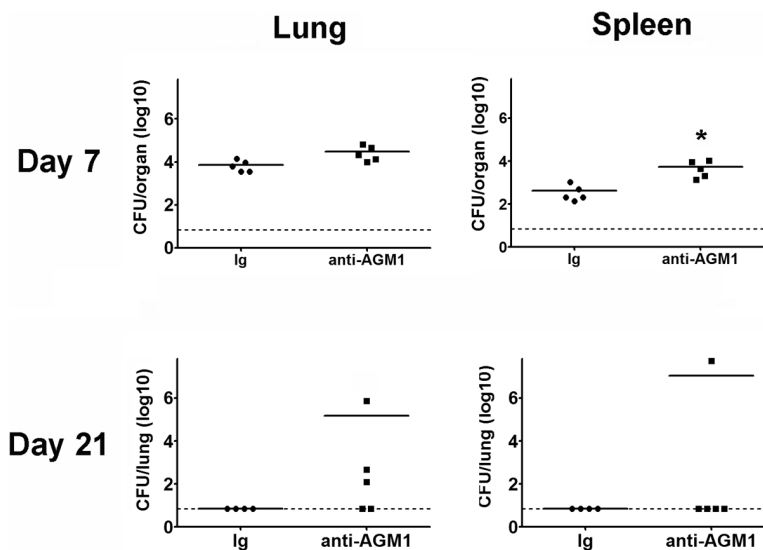 Lung Spleen
Day 7
CFU/organ (log10)
6
4
2
0
Ig anti-AGM1
CFU/organ (log10)
6
4
2
0
*
Ig anti-AGM1
Day 21
CFU/lung (log10)
6
4
2
0
Ig anti-AGM1
CFU/lung (log10)
6
4
2
0
Ig anti-AGM1